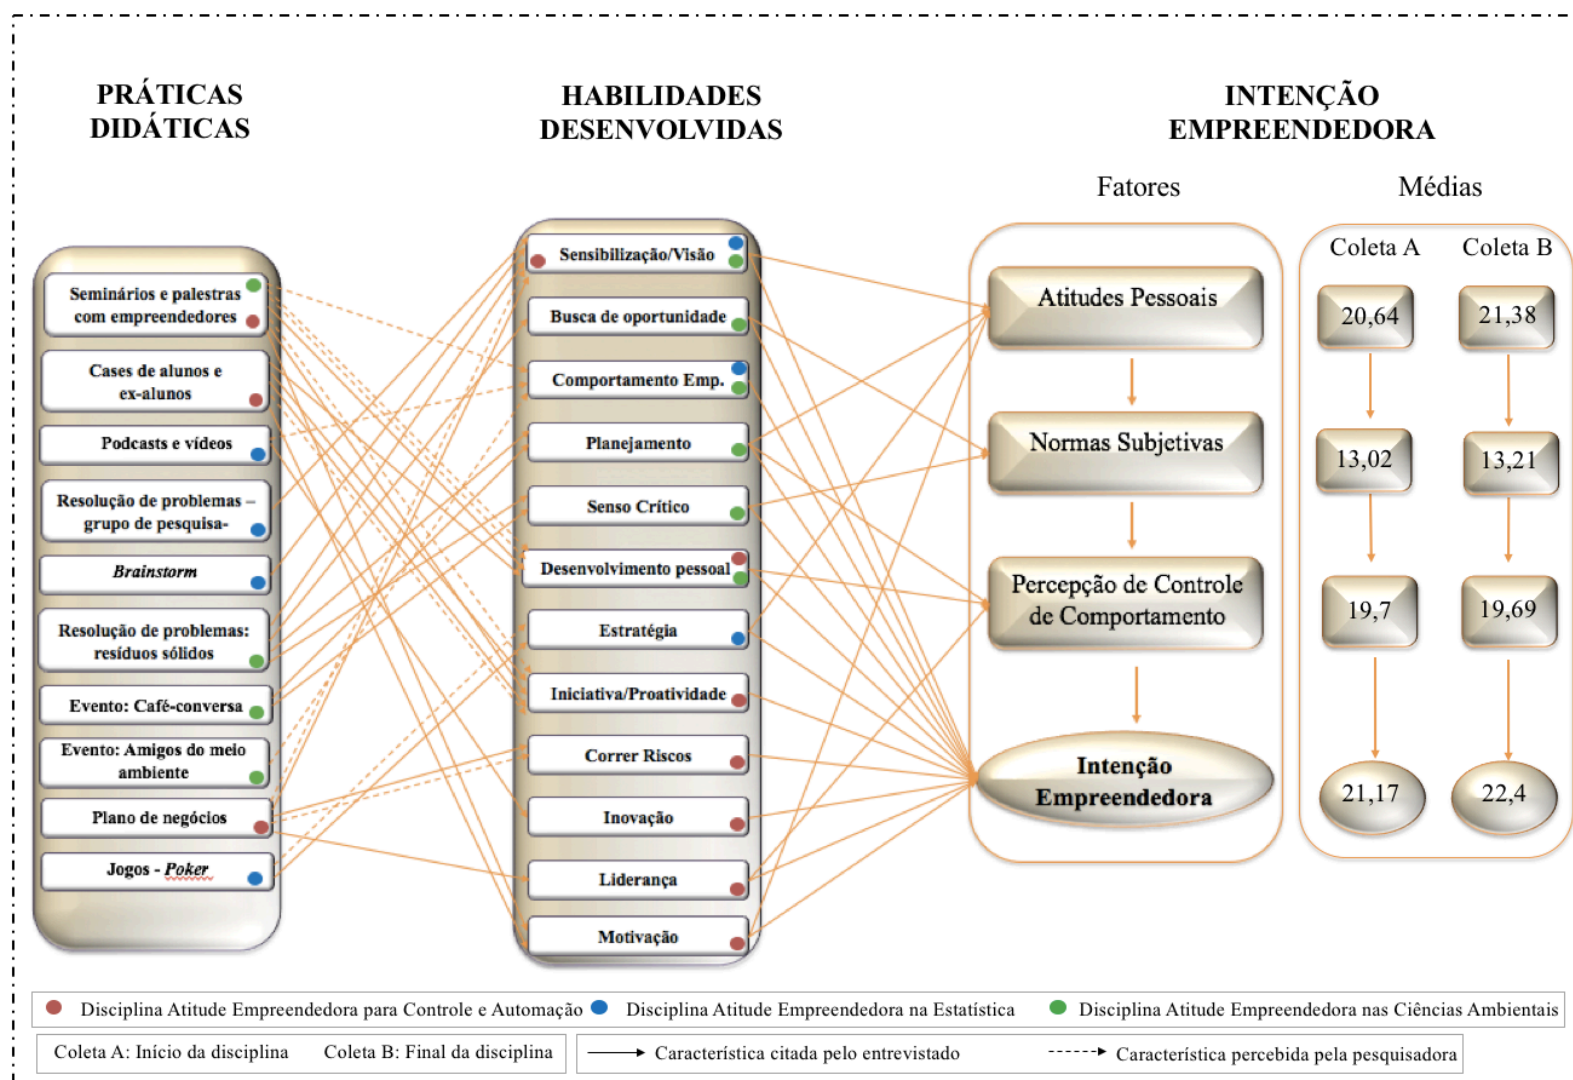 PRÁTICAS
DIDÁTICAS
HABILIDADES
DESENVOLVIDAS
INTENÇÃO
EMPREENDEDORA
Fatores
Médias
Seminários e palestras
com empreendedores
Cases de alunos e
ex-alunos
Podcasts e vídeos
Resolução de problemas –
grupo de pesquisa-
Brainstorm
Resolução de problemas:
resíduos sólidos
Evento: Café-conversa
Evento: Amigos do meio
ambiente
Plano de negócios
Jogos - Poker
Sensibilização/Visão
Busca de oportunidade
Comportamento Emp.
Planejamento
Senso Crítico
Desenvolvimento pessoal
Estratégia
Iniciativa/Proatividade
Correr Riscos
Inovação
Liderança
Motivação
Atitudes Pessoais
Normas Subjetivas
Percepção de Controle
de Comportamento
Intenção
Empreendedora
Coleta A
Coleta B
20,64
21,38
13,02
13,21
19,7
19,69
21,17
22,4
Disciplina Atitude Empreendedora para Controle e Automação
Disciplina Atitude Empreendedora na Estatística
Disciplina Atitude Empreendedora nas Ciências Ambientais
Coleta A: Início da disciplina
Coleta B: Final da disciplina
Característica citada pelo entrevistado
Característica percebida pela pesquisadora